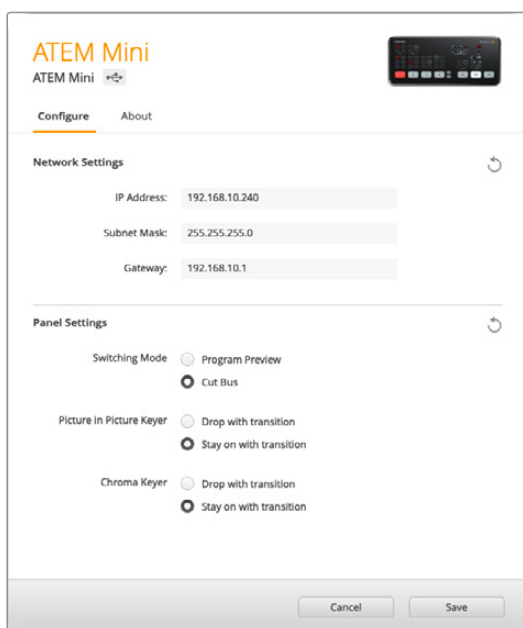 ATEM Mini
ATEM Mini
Configure About
Network Settings
IP Address: 192.168.10.240
Subnet Mask: 255.255.255.0
Gateway: 192.168.10.1
Panel Settings
Switching Mode Program Preview
Cut Bus
Picture in Picture Keyer Drop with transition
Stay on with transition
Chroma Keyer Drop with transition
Stay on with transition
Cancel Save